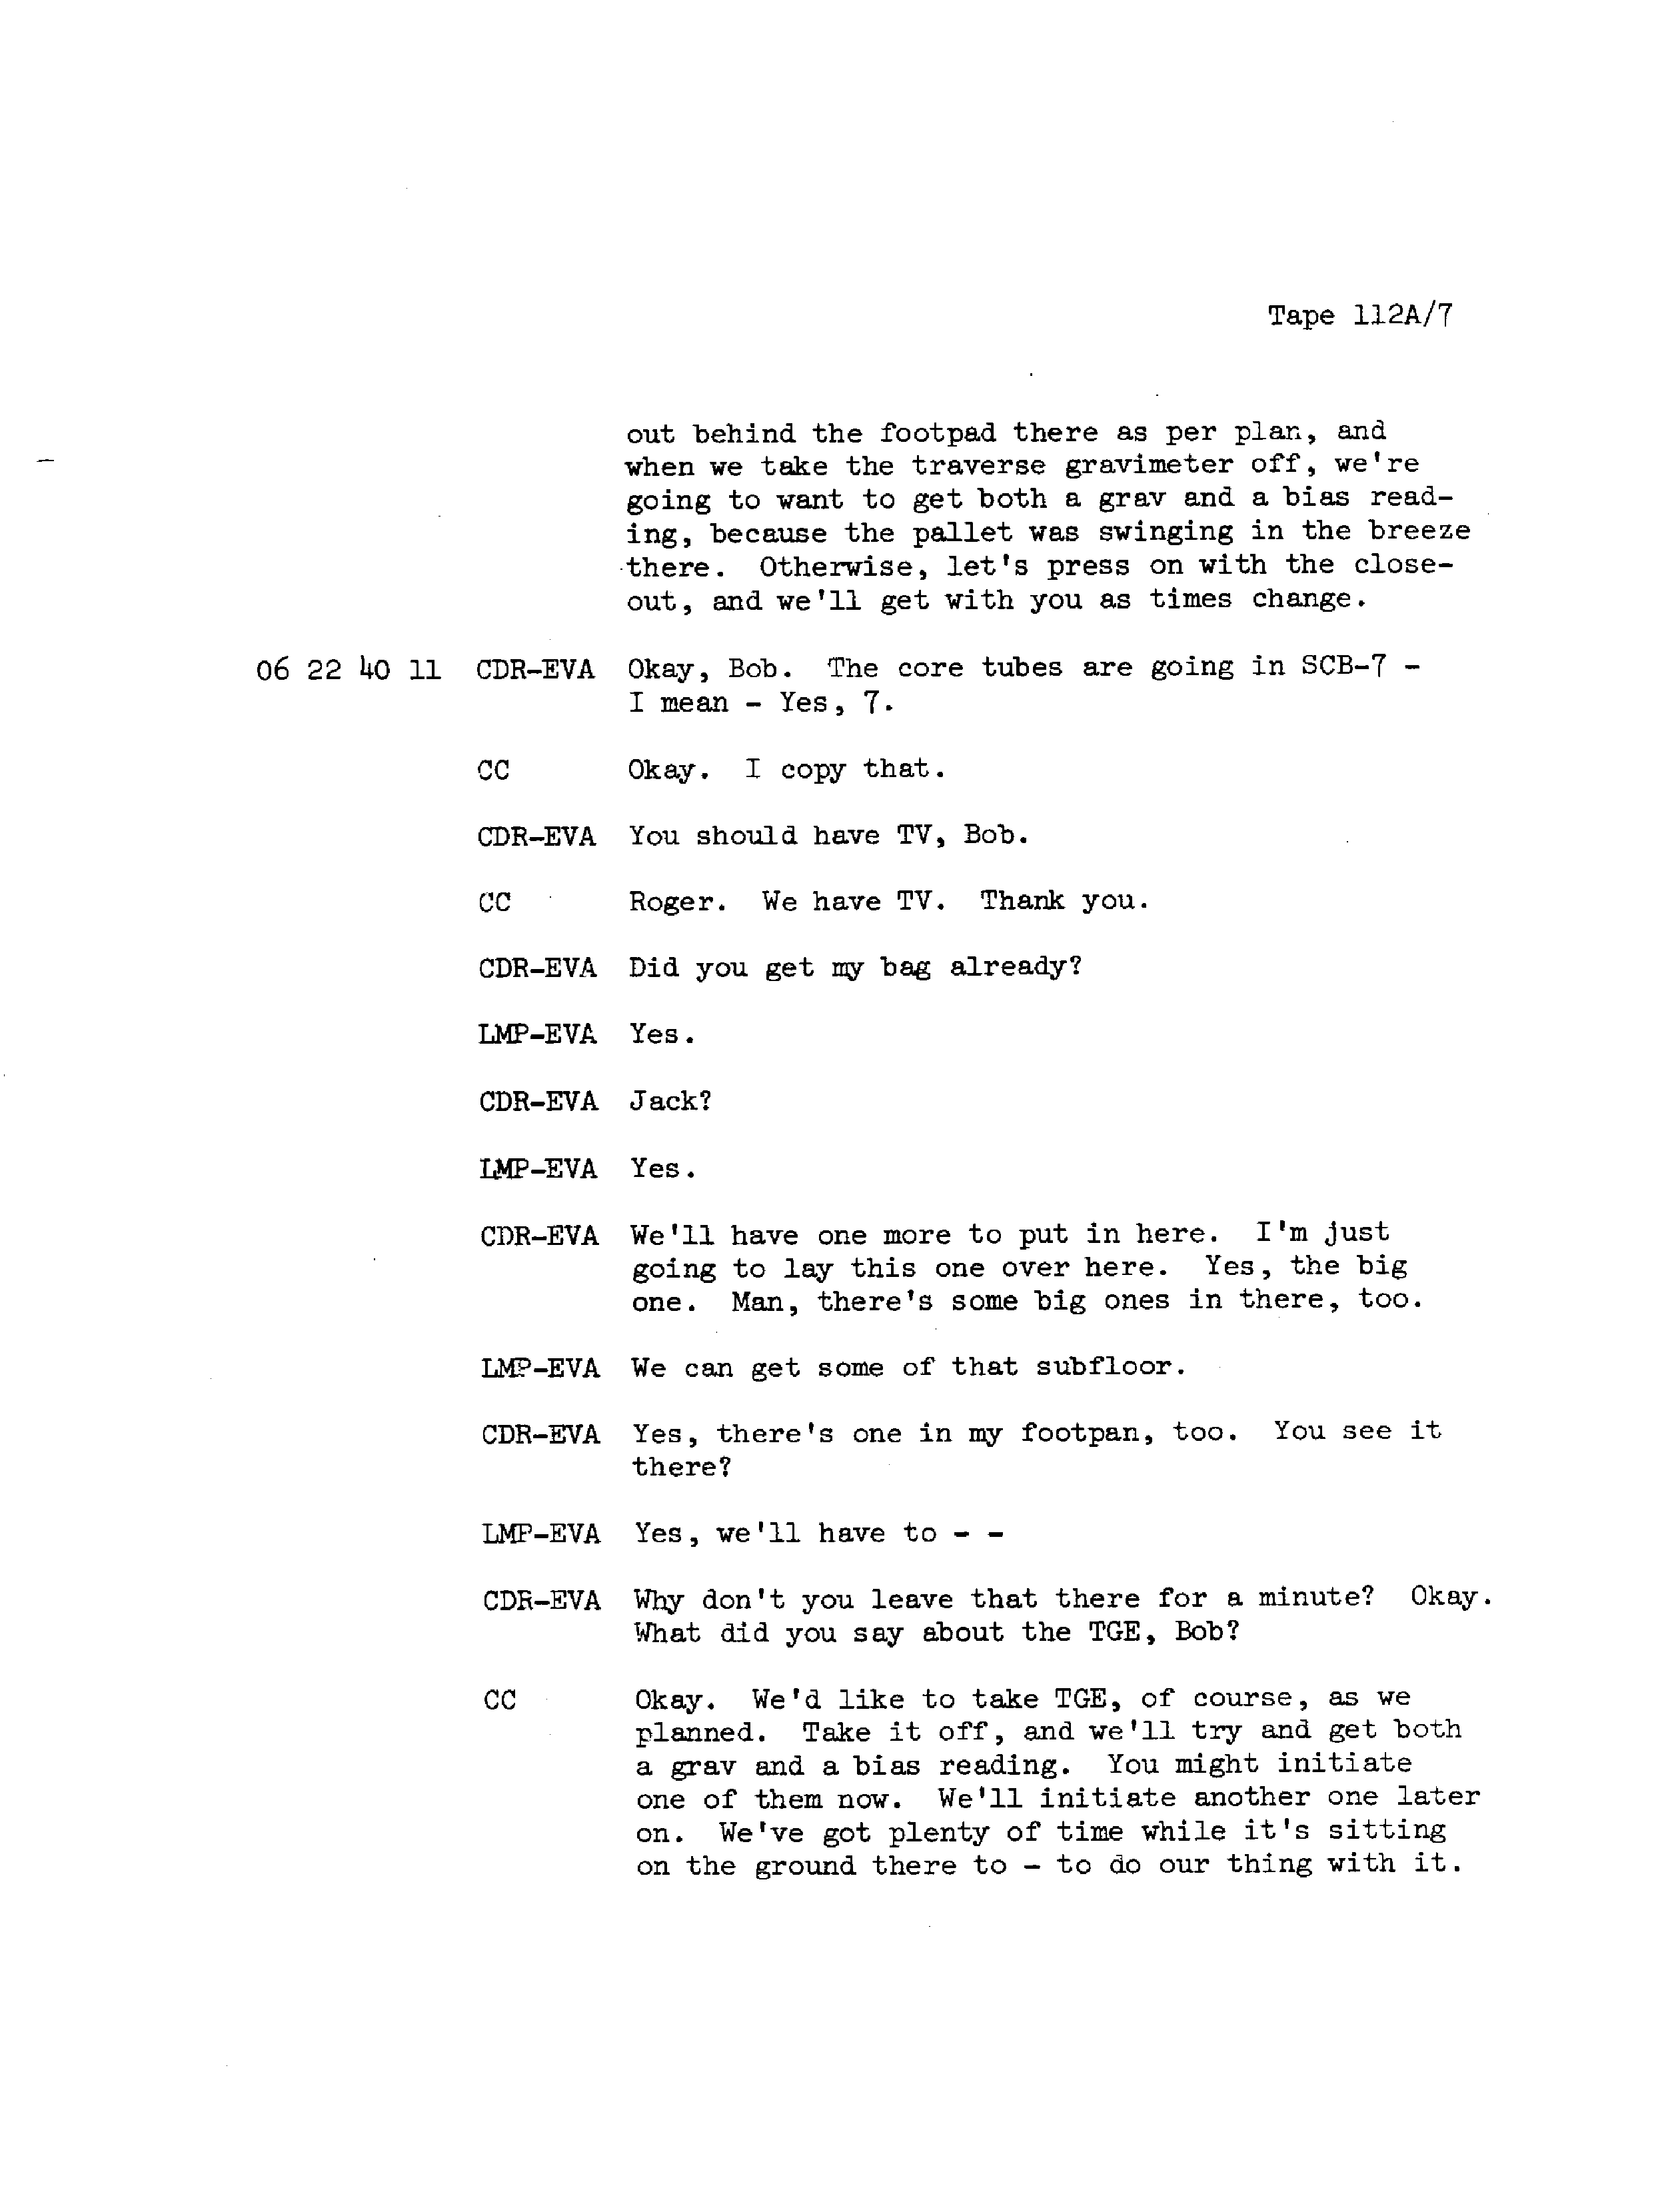 Tape 112A/7
out behind the footpad there as per plan, and
when we take the traverse gravimeter off, we're
going to want to get both a grav and a bias read-
ing, because the pallet was swinging in the breeze
there. Otherwise, let's press on with the close-
out, and we'll get with you as times change.
06 22 40 11 CDR-EVA Okay, Bob. The core tubes are going in SCB-7 -
I mean - Yes, 7.
CC Okay. I copy that.
CDR-EVA You should have TV, Bob.
CC Roger. We have TV. Thank you.
CDR-EVA Did you get my bag already?
LMP-EVA Yes.
CDR-EVA Jack?
LMP-EVA Yes.
CDR-EVA We'll have one more to put in here. I'm just
going to lay this one over here. Yes, the big
one. Man, there's some big ones in there, too.
LMP-EVA We can get some of that subfloor.
CDR-EVA Yes, there's one in my footpan, too. You see it
there?
LMP-EVA Yes, we'll have to - -
CDR-EVA Why don't you leave that there for a minute? Okay.
What did you say about the TGE, Bob?
CC Okay. We'd like to take TGE, of course, as we
planned. Take it off, and we'll try and get both
a grav and a bias reading. You might initiate
one of them now. We'll initiate another one later
on. We've got plenty of time while it's sitting
on the ground there to - to do our thing with it.